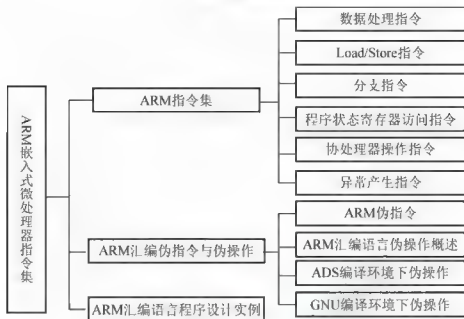 ARM嵌入式微处理器指令集
ARM指令集
数据处理指令
Load/Store指令
分支指令
程序状态寄存器访问指令
协处理器操作指令
异常产生指令
ARM汇编伪指令与伪操作
ARM伪指令
ARM汇编语言伪操作概述
ADS编译环境下伪操作
GNU编译环境下伪操作
ARM汇编语言程序设计实例